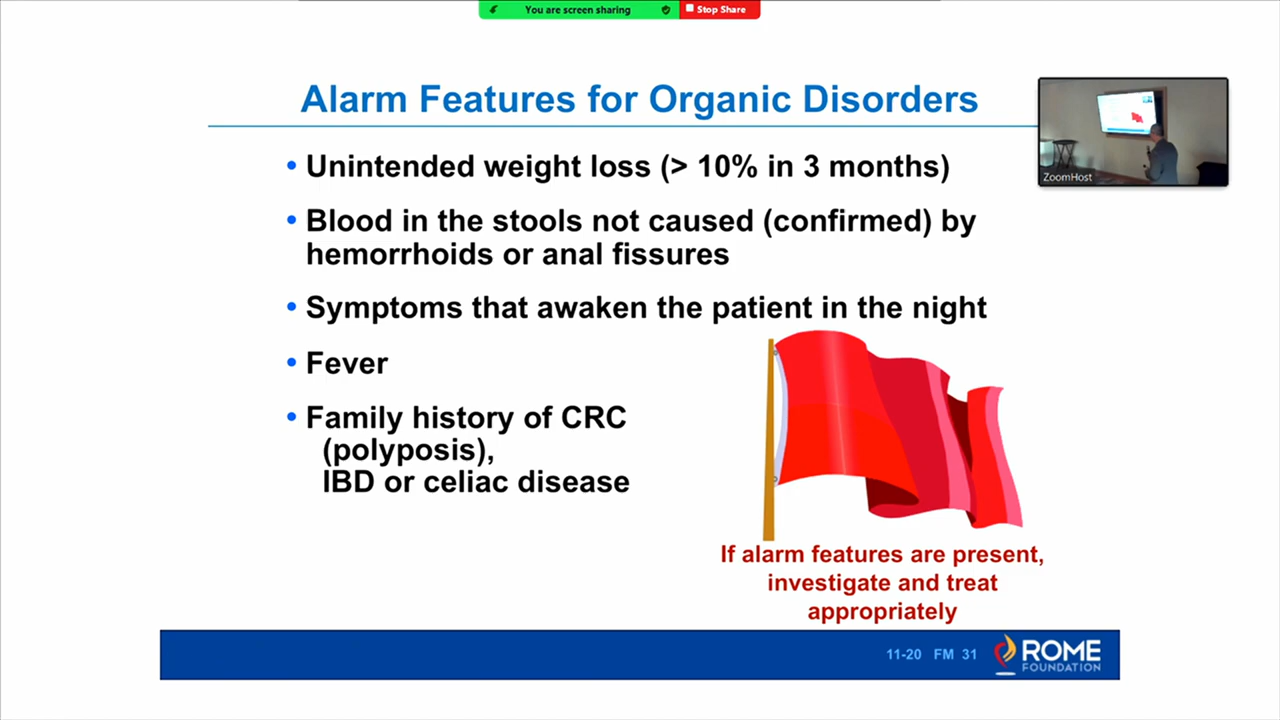 You are screen sharing
Stop Share
Alarm Features for Organic Disorders
ZoomHost
• Unintended weight loss (> 10% in 3 months)
• Blood in the stools not caused (confirmed) by
hemorrhoids or anal fissures
• Symptoms that awaken the patient in the night
• Fever
• Family history of CRC
(polyposis),
IBD or celiac disease
If alarm features are present,
investigate and treat
appropriately
11-20 FM 31
ROME
FOUNDATION